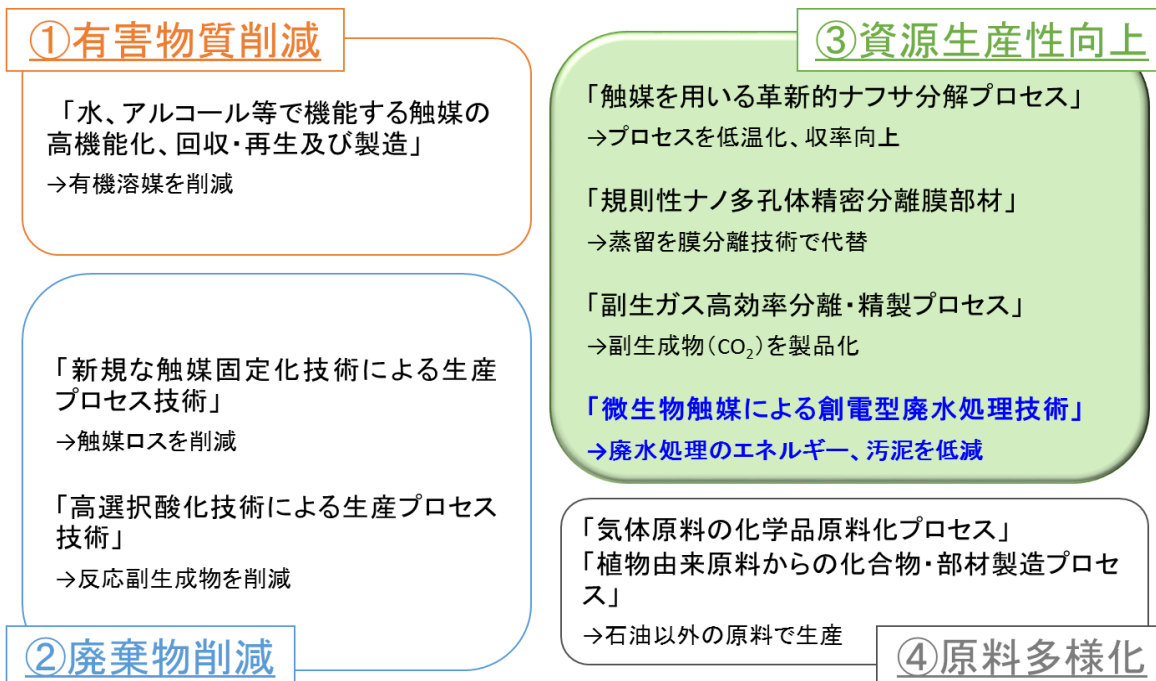 ①有害物質削減
「水、アルコール等で機能する触媒の
高機能化、回収・再生及び製造」
→有機溶媒を削減
「新規な触媒固定化技術による生産
プロセス技術」
→触媒ロスを削減
「高選択酸化技術による生産プロセス
技術」
→反応副生成物を削減
②廃棄物削減
③資源生産性向上
「触媒を用いる革新的ナフサ分解プロセス」
→プロセスを低温化、収率向上
「規則性ナノ多孔体精密分離膜部材」
→蒸留を膜分離技術で代替
「副生ガス高効率分離・精製プロセス」
→副生成物(CO₂)を製品化
「微生物触媒による創電型廃水処理技術」
→廃水処理のエネルギー、汚泥を低減
「気体原料の化学品原料化プロセス」
「植物由来原料からの化合物・部材製造プロセ
ス」
→石油以外の原料で生産
④原料多様化